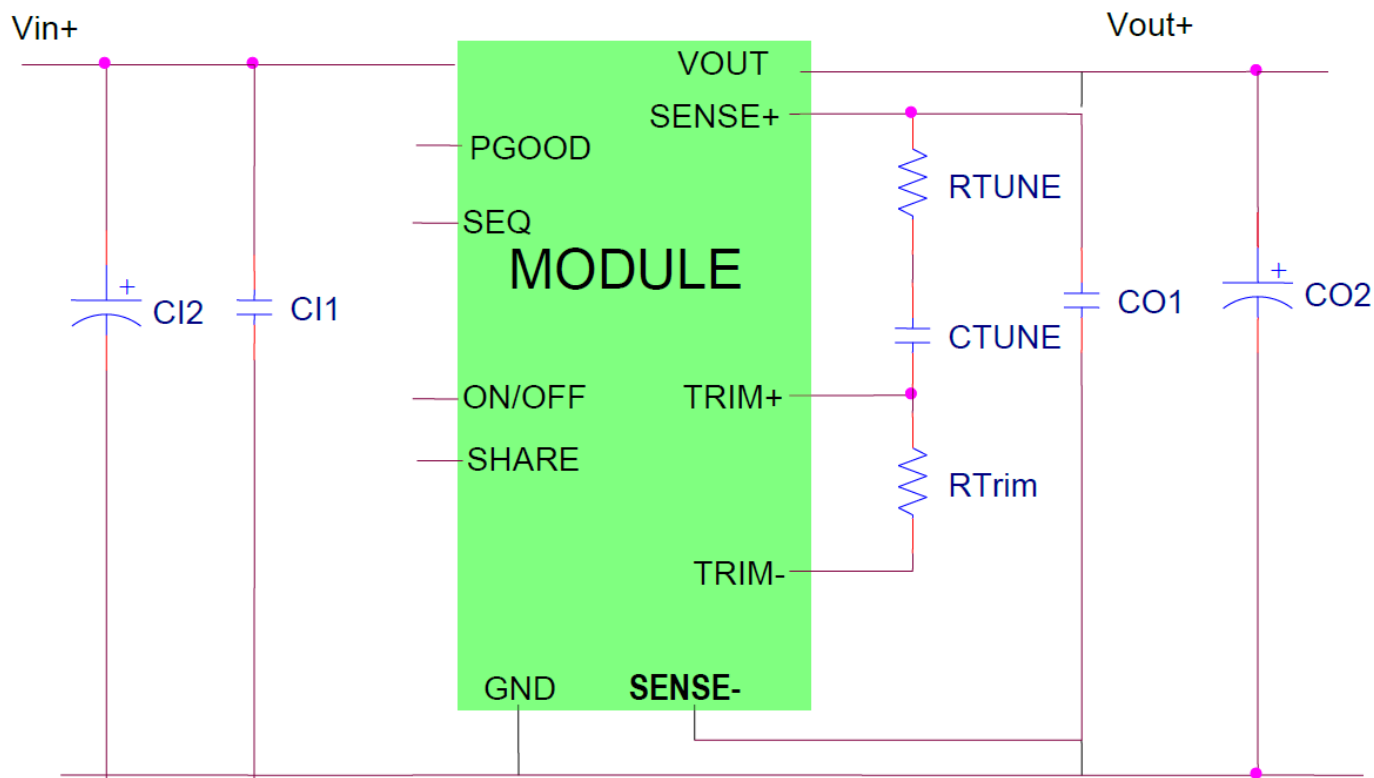 Vin+
Vout+
VOUT
SENSE+
PGOOD
RTUNE
SEQ
MODULE
+
CI2
CI1
+
CO1
CO2
CTUNE
ON/OFF
TRIM+
SHARE
RTrim
TRIM-
GND
SENSE-